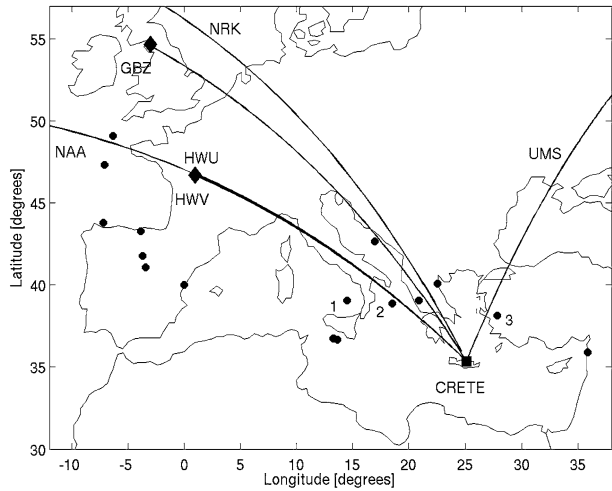 55
50
45
40
35
30
Latitude [degrees]
NRK
GBZ
NAA
HWU
HWV
UMS
1
2
3
CRETE
-10 -5 0 5 10 15 20 25 30 35
Longitude [degrees]